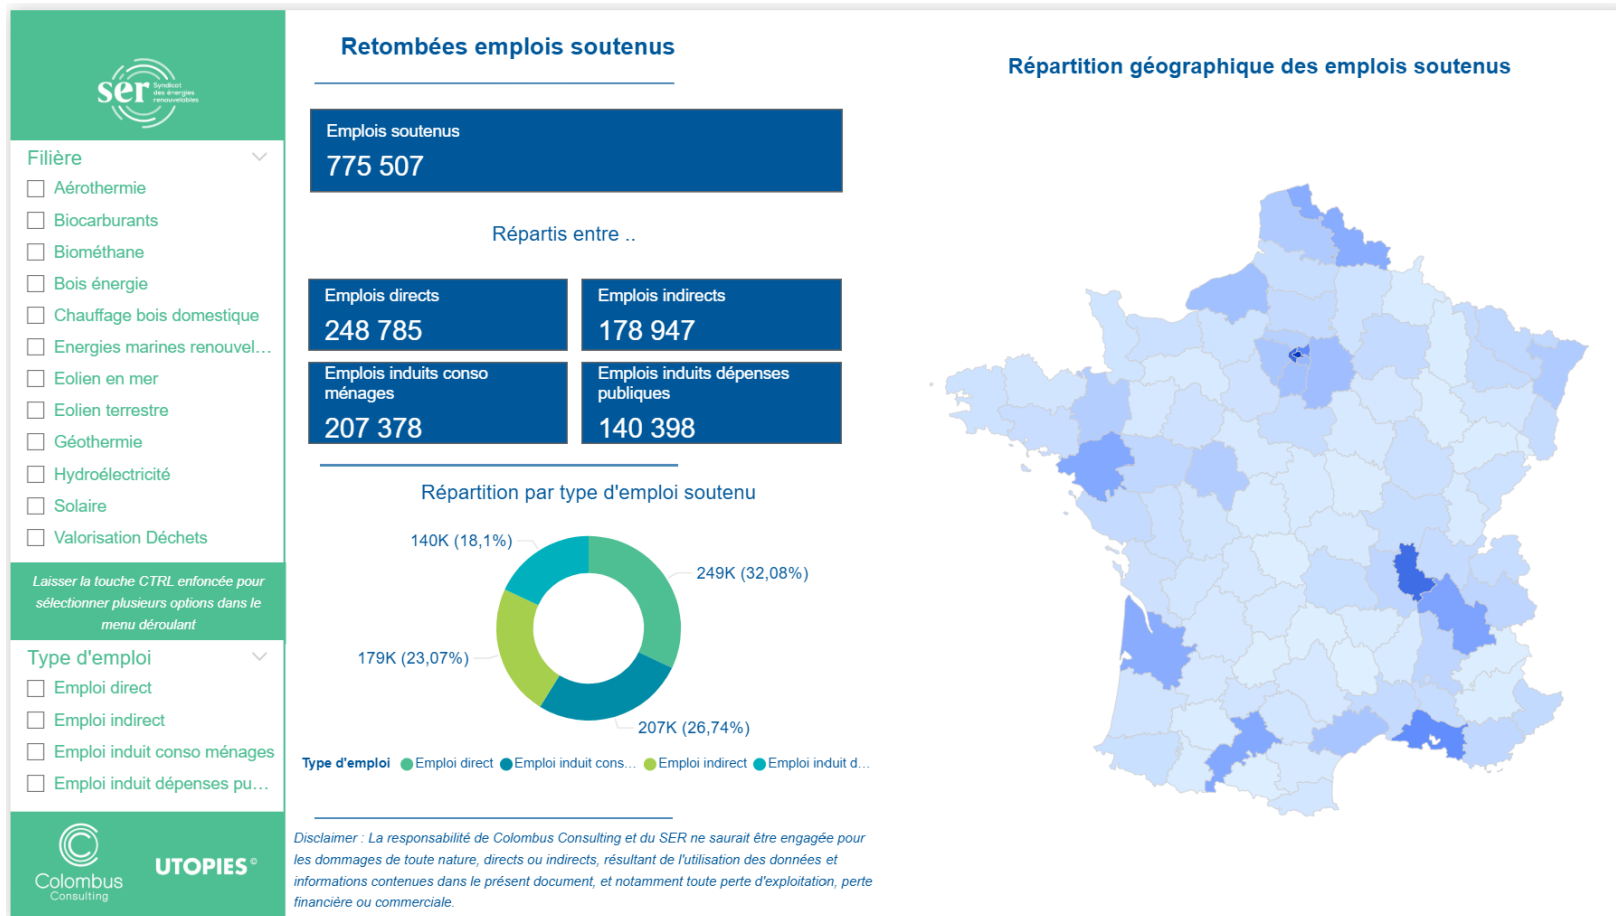 ser
Syndicat
des énergies
renouvelables
Filière
Aérothermie
Biocarburants
Biométhane
Bois énergie
Chauffage bois domestique
Energies marines renouvel...
Eolien en mer
Eolien terrestre
Géothermie
Hydroélectricité
Solaire
Valorisation Déchets
Laisser la touche CTRL enfoncée pour
sélectionner plusieurs options dans le
menu déroulant
Type d'emploi
Emploi direct
Emploi indirect
Emploi induit conso ménages
Emploi induit dépenses pu...
Colombus
Consulting
UTOPIES©
Retombées emplois soutenus
Emplois soutenus
775 507
Répartis entre ..
Emplois directs
248 785
Emplois indirects
178 947
Emplois induits conso
ménages
207 378
Emplois induits dépenses
publiques
140 398
Répartition par type d'emploi soutenu
140K (18,1%)
249K (32,08%)
179K (23,07%)
207K (26,74%)
Type d'emploi Emploi direct Emploi induit cons... Emploi indirect Emploi induit d...
Disclaimer : La responsabilité de Colombus Consulting et du SER ne saurait être engagée pour
les dommages de toute nature, directs ou indirects, résultant de l'utilisation des données et
informations contenues dans le présent document, et notamment toute perte d'exploitation, perte
financière ou commerciale.
Répartition géographique des emplois soutenus